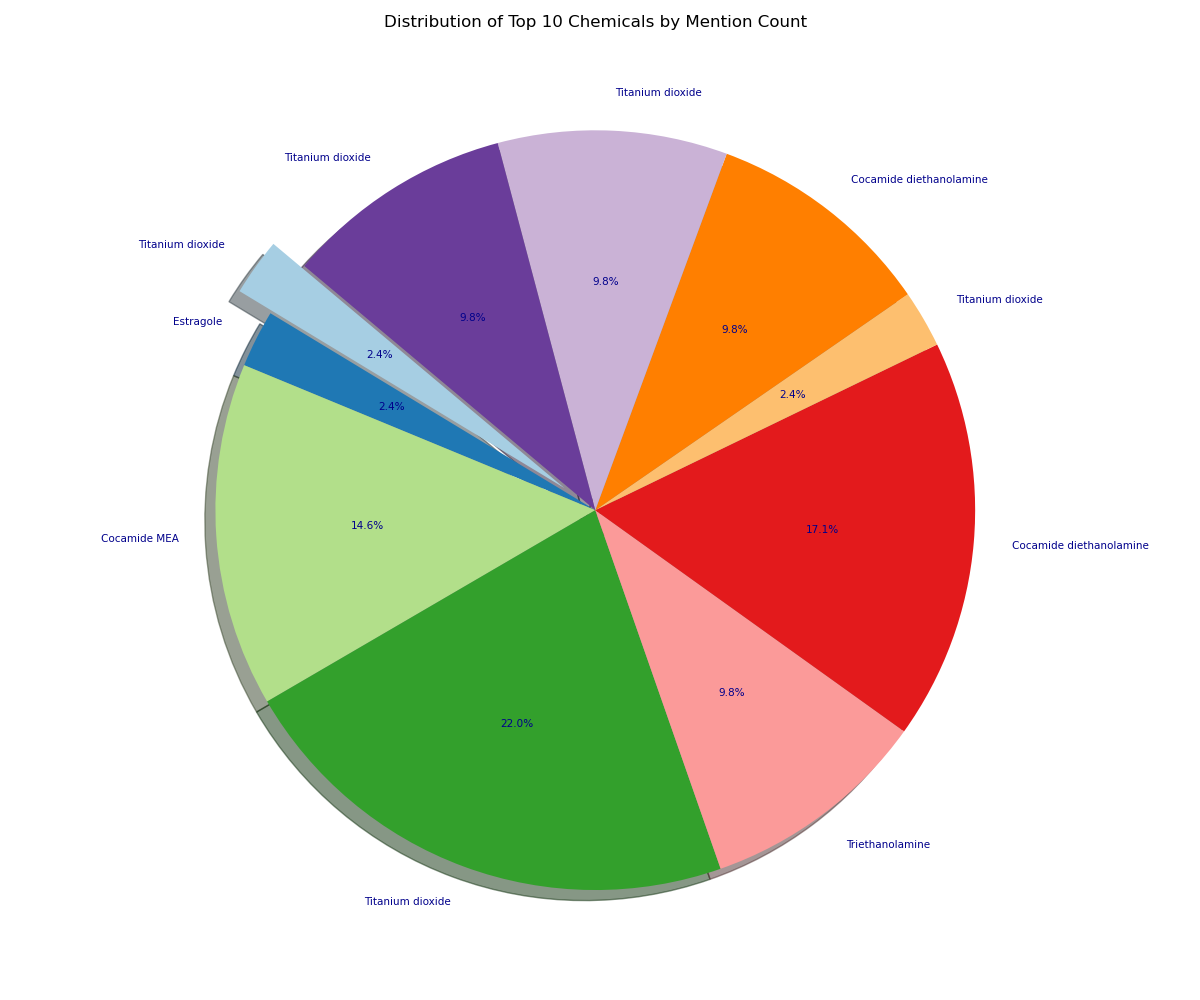 Distribution of Top 10 Chemicals by Mention Count
Titanium dioxide
Titanium dioxide
Cocamide diethanolamine
Titanium dioxide
Titanium dioxide
Estragole
9.8%
9.8%
9.8%
2.4%
2.4%
2.4%
Cocamide MEA
14.6%
17.1%
Cocamide diethanolamine
22.0%
9.8%
Triethanolamine
Titanium dioxide